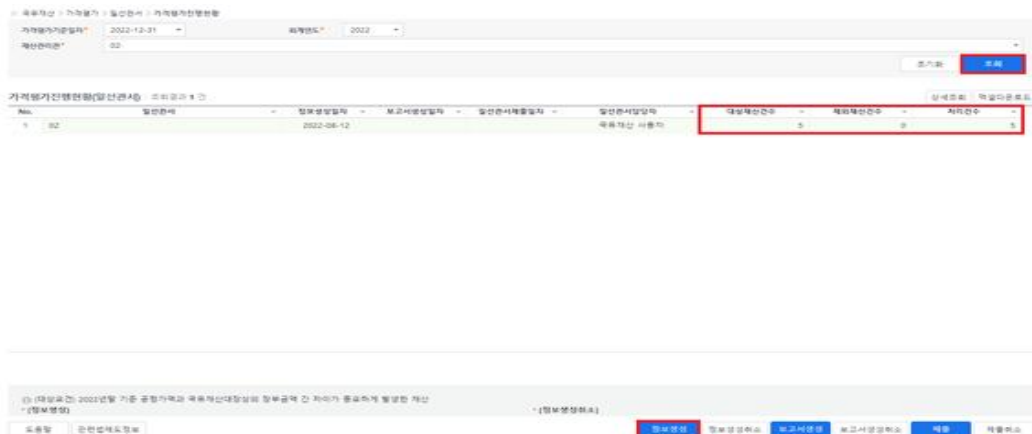 국유재산 > 가격평가 > 일선관서 > 가격평가진행현황
가격평가기준일자* 2022-12-31 회계연도* 2022
재산관리관* 02
초기화 조회
가격평가진행현황(일선관서) 조회결과 1 건 상세조회 엑셀다운로드
No. 일선관서 정보생성일자 보고서생성일자 일선관서제출일자 일선관서담당자 대상재산건수 제외재산건수 처리건수
1 02 2022-08-12 국유재산 사용자 5 0 5
(대상요건) 2022년말 기준 공정가액과 국유재산대장상의 장부금액 간 차이가 중요하게 발생한 재산
(정보생성) (정보생성취소)
도움말 관련법제도정보 정보생성 정보생성취소 보고서생성 보고서생성취소 제출 제출취소